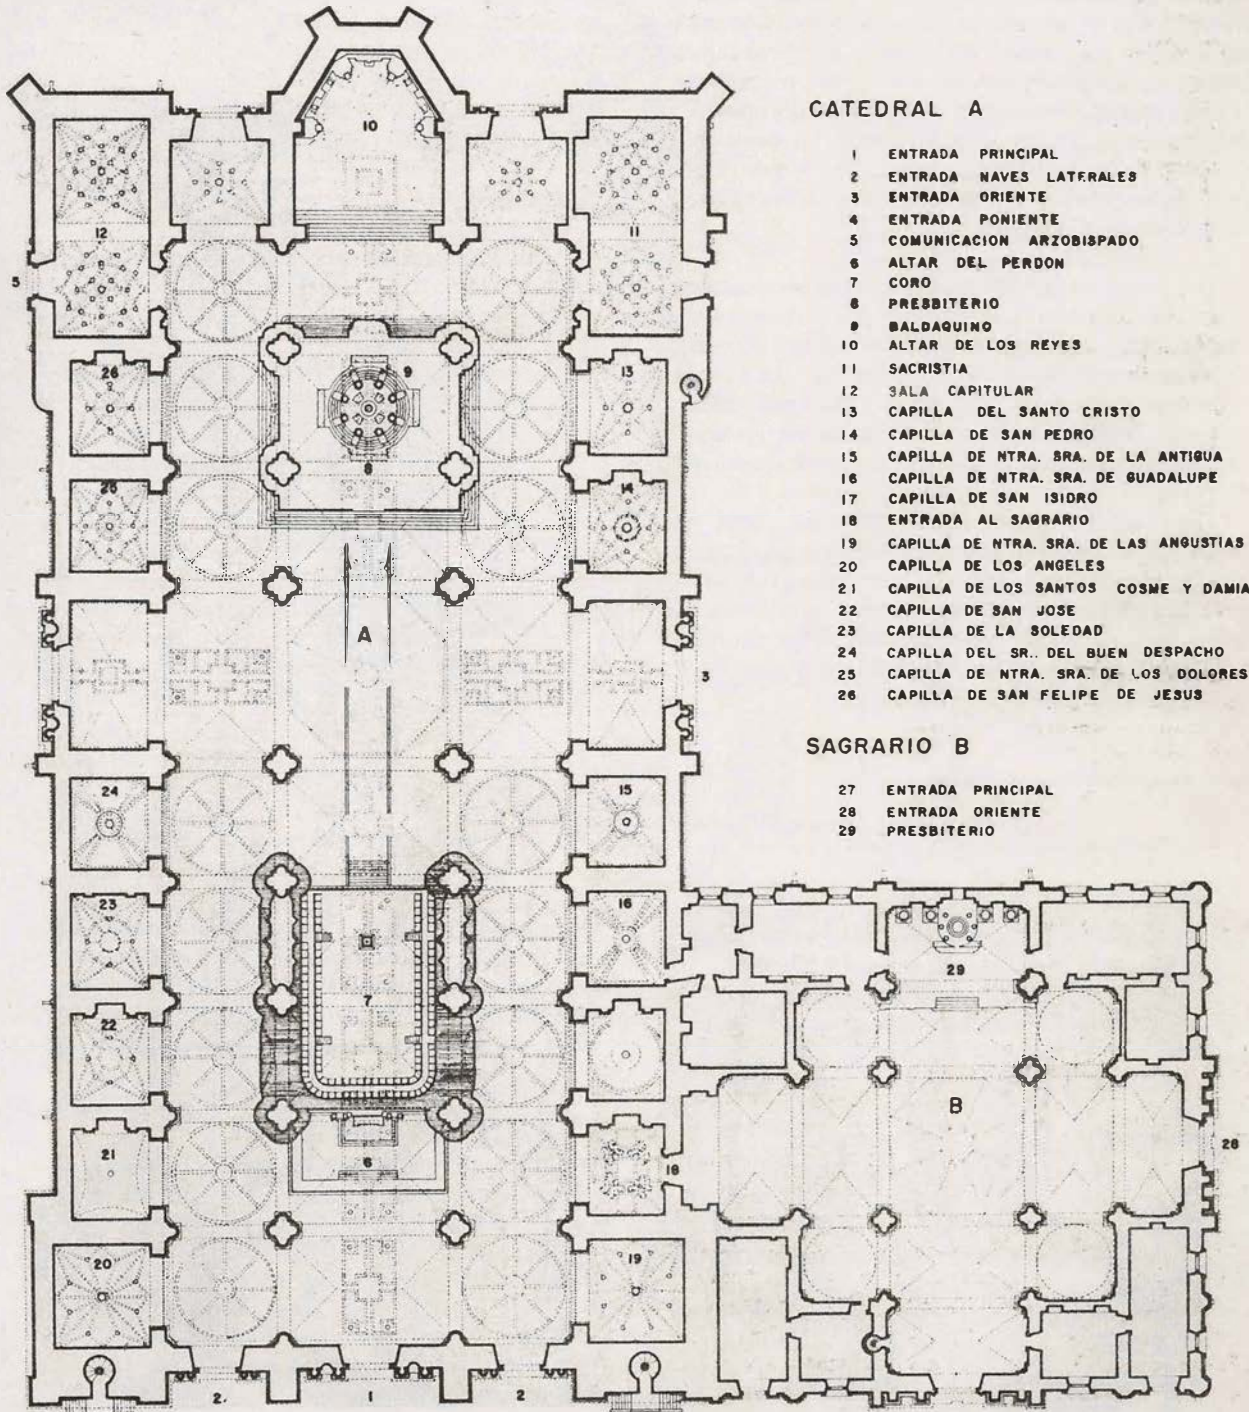 CATEDRAL A
1 ENTRADA PRINCIPAL
2 ENTRADA NAVES LATERALES
3 ENTRADA ORIENTE
4 ENTRADA PONIENTE
5 COMUNICACION ARZOBISPADO
6 ALTAR DEL PERDON
7 CORO
8 PRESBITERIO
9 BALDAQUINO
10 ALTAR DE LOS REYES
11 SACRISTIA
12 SALA CAPITULAR
13 CAPILLA DEL SANTO CRISTO
14 CAPILLA DE SAN PEDRO
15 CAPILLA DE NTRA. SRA. DE LA ANTIGUA
16 CAPILLA DE NTRA. SRA. DE GUADALUPE
17 CAPILLA DE SAN ISIDRO
18 ENTRADA AL SAGRARIO
19 CAPILLA DE NTRA. SRA. DE LAS ANGUSTIAS
20 CAPILLA DE LOS ANGELES
21 CAPILLA DE LOS SANTOS COSME Y DAMIA
22 CAPILLA DE SAN JOSE
23 CAPILLA DE LA SOLEDAD
24 CAPILLA DEL SR.. DEL BUEN DESPACHO
25 CAPILLA DE NTRA. SRA. DE LOS DOLORES
26 CAPILLA DE SAN FELIPE DE JESUS
SAGRARIO B
27 ENTRADA PRINCIPAL
28 ENTRADA ORIENTE
29 PRESBITERIO
10
12 11
5
26 9 13
8
25 14
A
3
24 15
23 16
29
7
22
B
21 6 18 28
20 19
2. 1 2